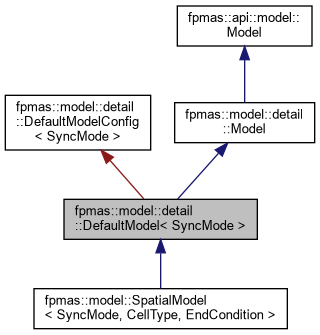 fpmas::api::model::
Model
fpmas::model::detail
::DefaultModelConfig
< SyncMode >
fpmas::model::detail
::Model
fpmas::model::detail
::DefaultModel< SyncMode >
fpmas::model::SpatialModel
< SyncMode, CellType, EndCondition >